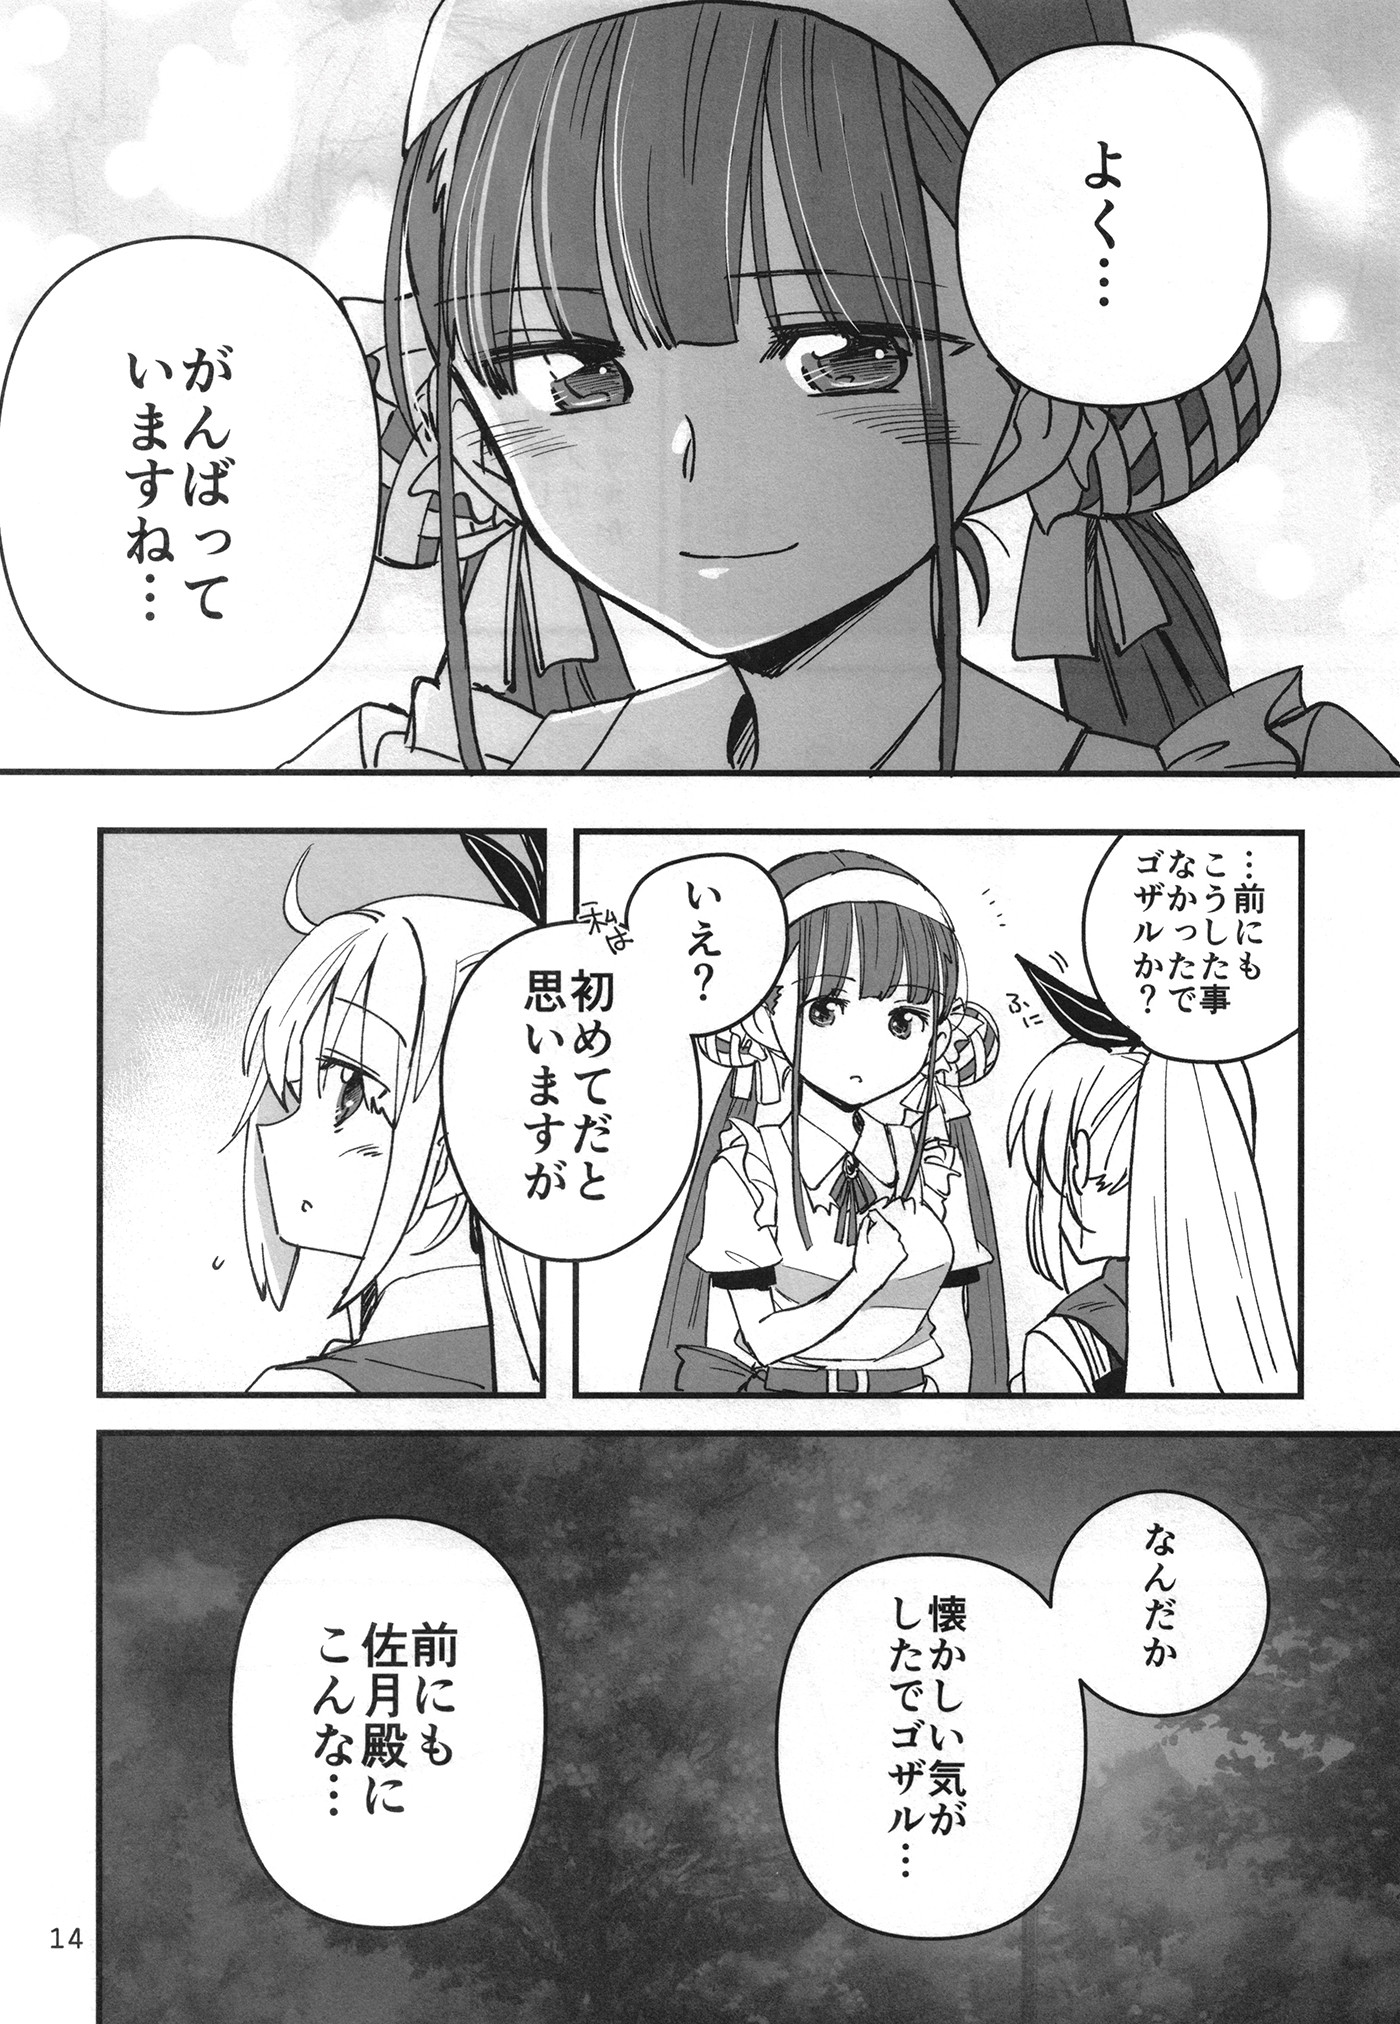 よく…
がんばって
いますね…
…前にも
こうした事
なかったで
ゴザルか？
ふに
いえ？
私は
初めてだと
思いますが
なんだか
懐かしい気が
したでゴザル…
前にも
佐月殿に
こんな…
14